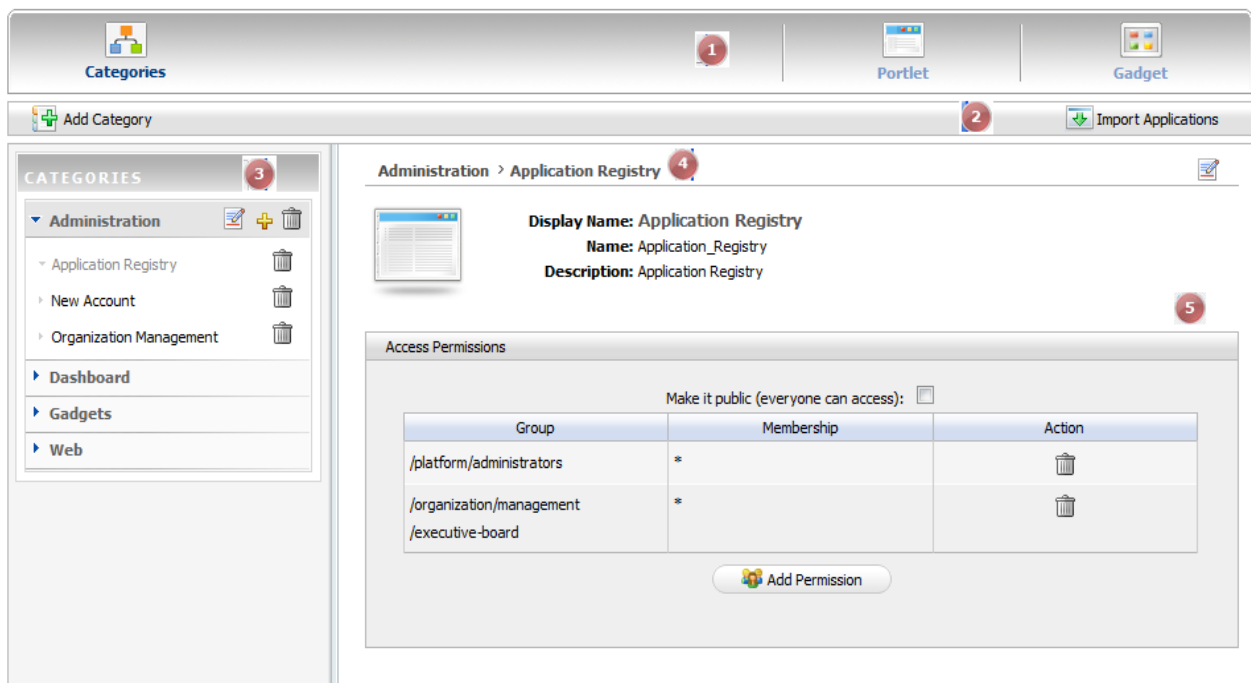 Categories
1
Portlet
Gadget
Add Category
2
Import Applications
CATEGORIES
3
Administration
Application Registry
New Account
Organization Management
Dashboard
Gadgets
Web
Administration > Application Registry
4
Display Name: Application Registry
Name: Application_Registry
Description: Application Registry
5
Access Permissions
Make it public (everyone can access):
Group Membership Action
/platform/administrators *
/organization/management *
/executive-board
Add Permission